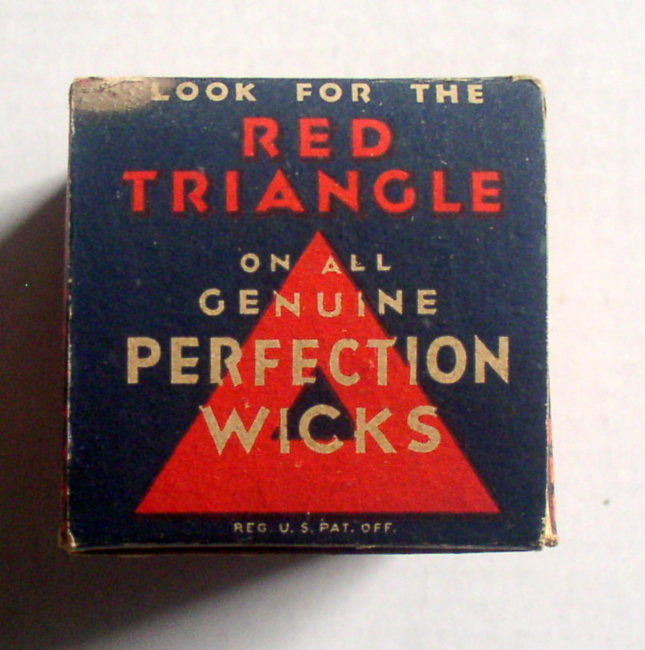 LOOK FOR THE
RED
TRIANGLE
ON ALL
GENUINE
PERFECTION
WICKS
REG. U. S. PAT. OFF.